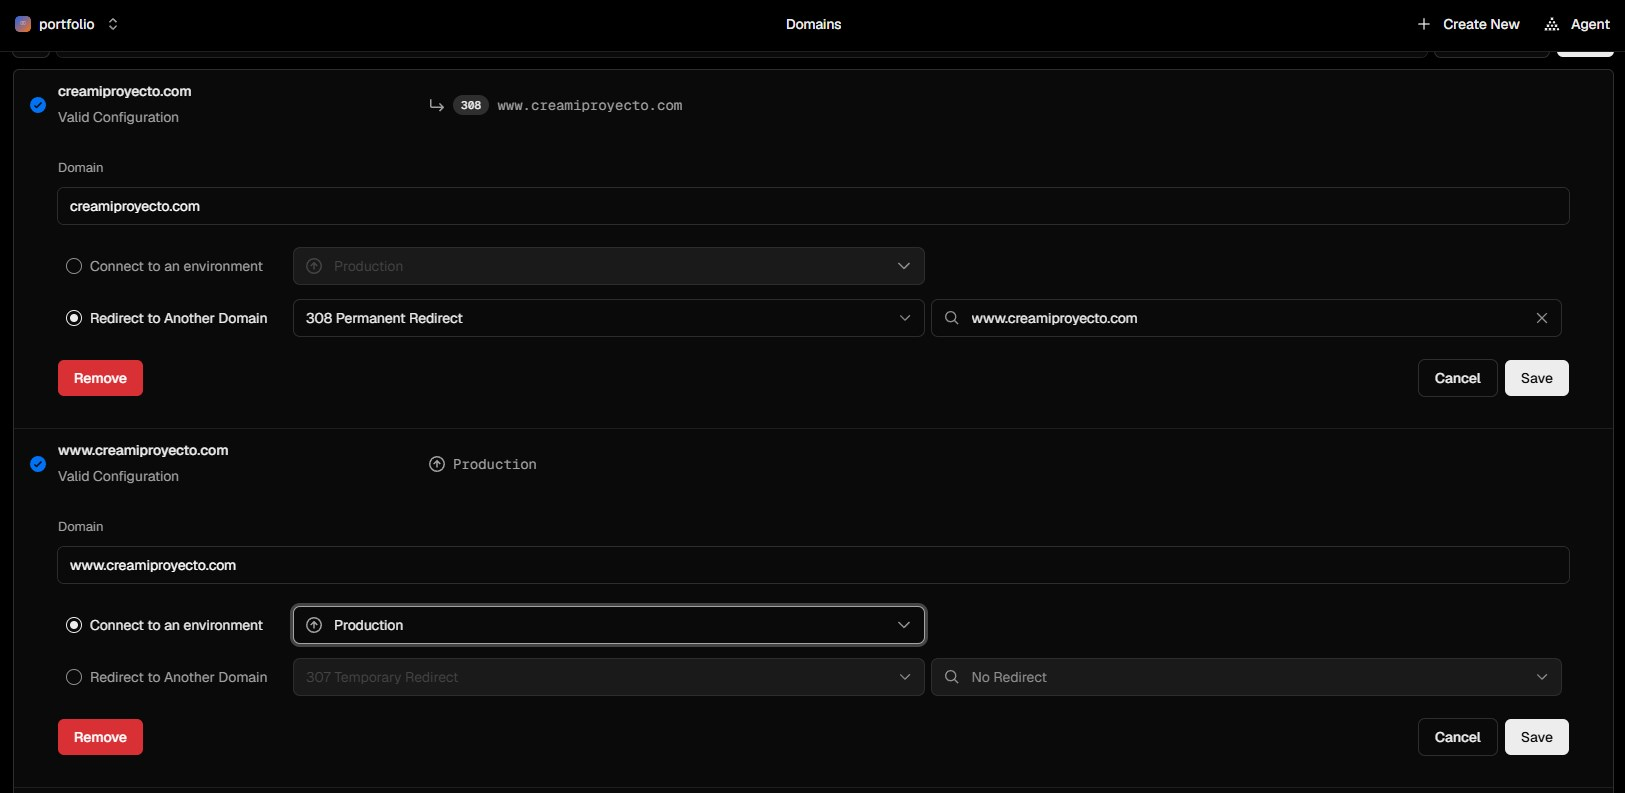 portfolio
Domains
Create New
Agent
creamiproyecto.com
Valid Configuration
308 www.creamiproyecto.com
Domain
creamiproyecto.com
Connect to an environment
Production
Redirect to Another Domain
308 Permanent Redirect
www.creamiproyecto.com
Remove
Cancel
Save
www.creamiproyecto.com
Valid Configuration
Production
Domain
www.creamiproyecto.com
Connect to an environment
Production
Redirect to Another Domain
307 Temporary Redirect
No Redirect
Remove
Cancel
Save